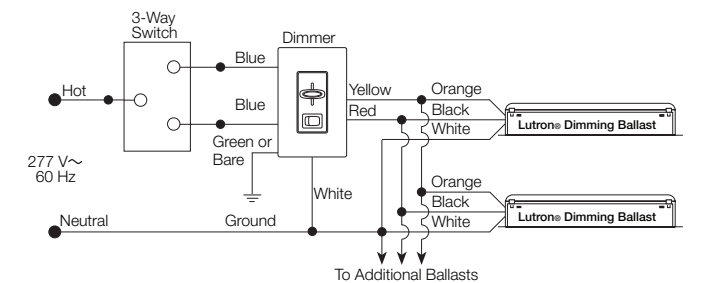 3-Way
Switch
Dimmer
Blue
Hot
Yellow
Orange
Blue
Red
Black
White
Lutron® Dimming Ballast
Green or
Bare
277 V~
60 Hz
Orange
White
Black
Neutral
Ground
White
Lutron® Dimming Ballast
To Additional Ballasts